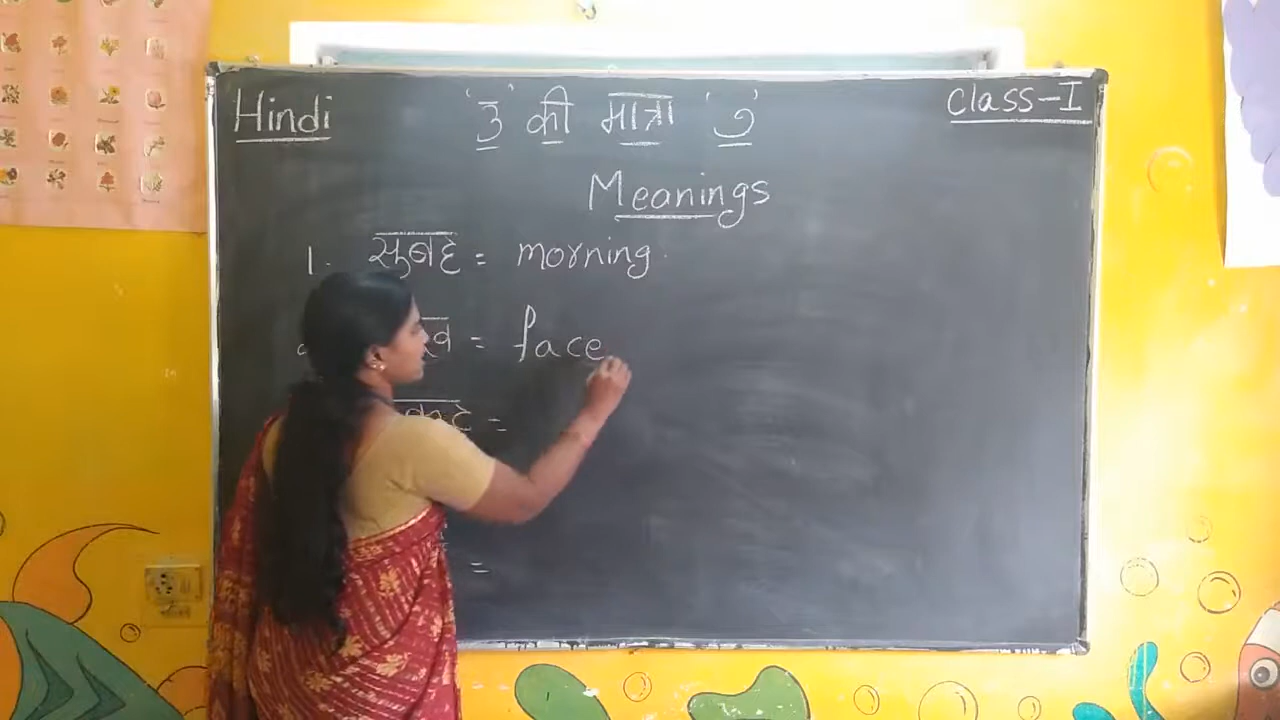 Hindi 'उ' की मात्रा 'ु' Class-I
Meanings
1. सुबह = morning
= face
=
=